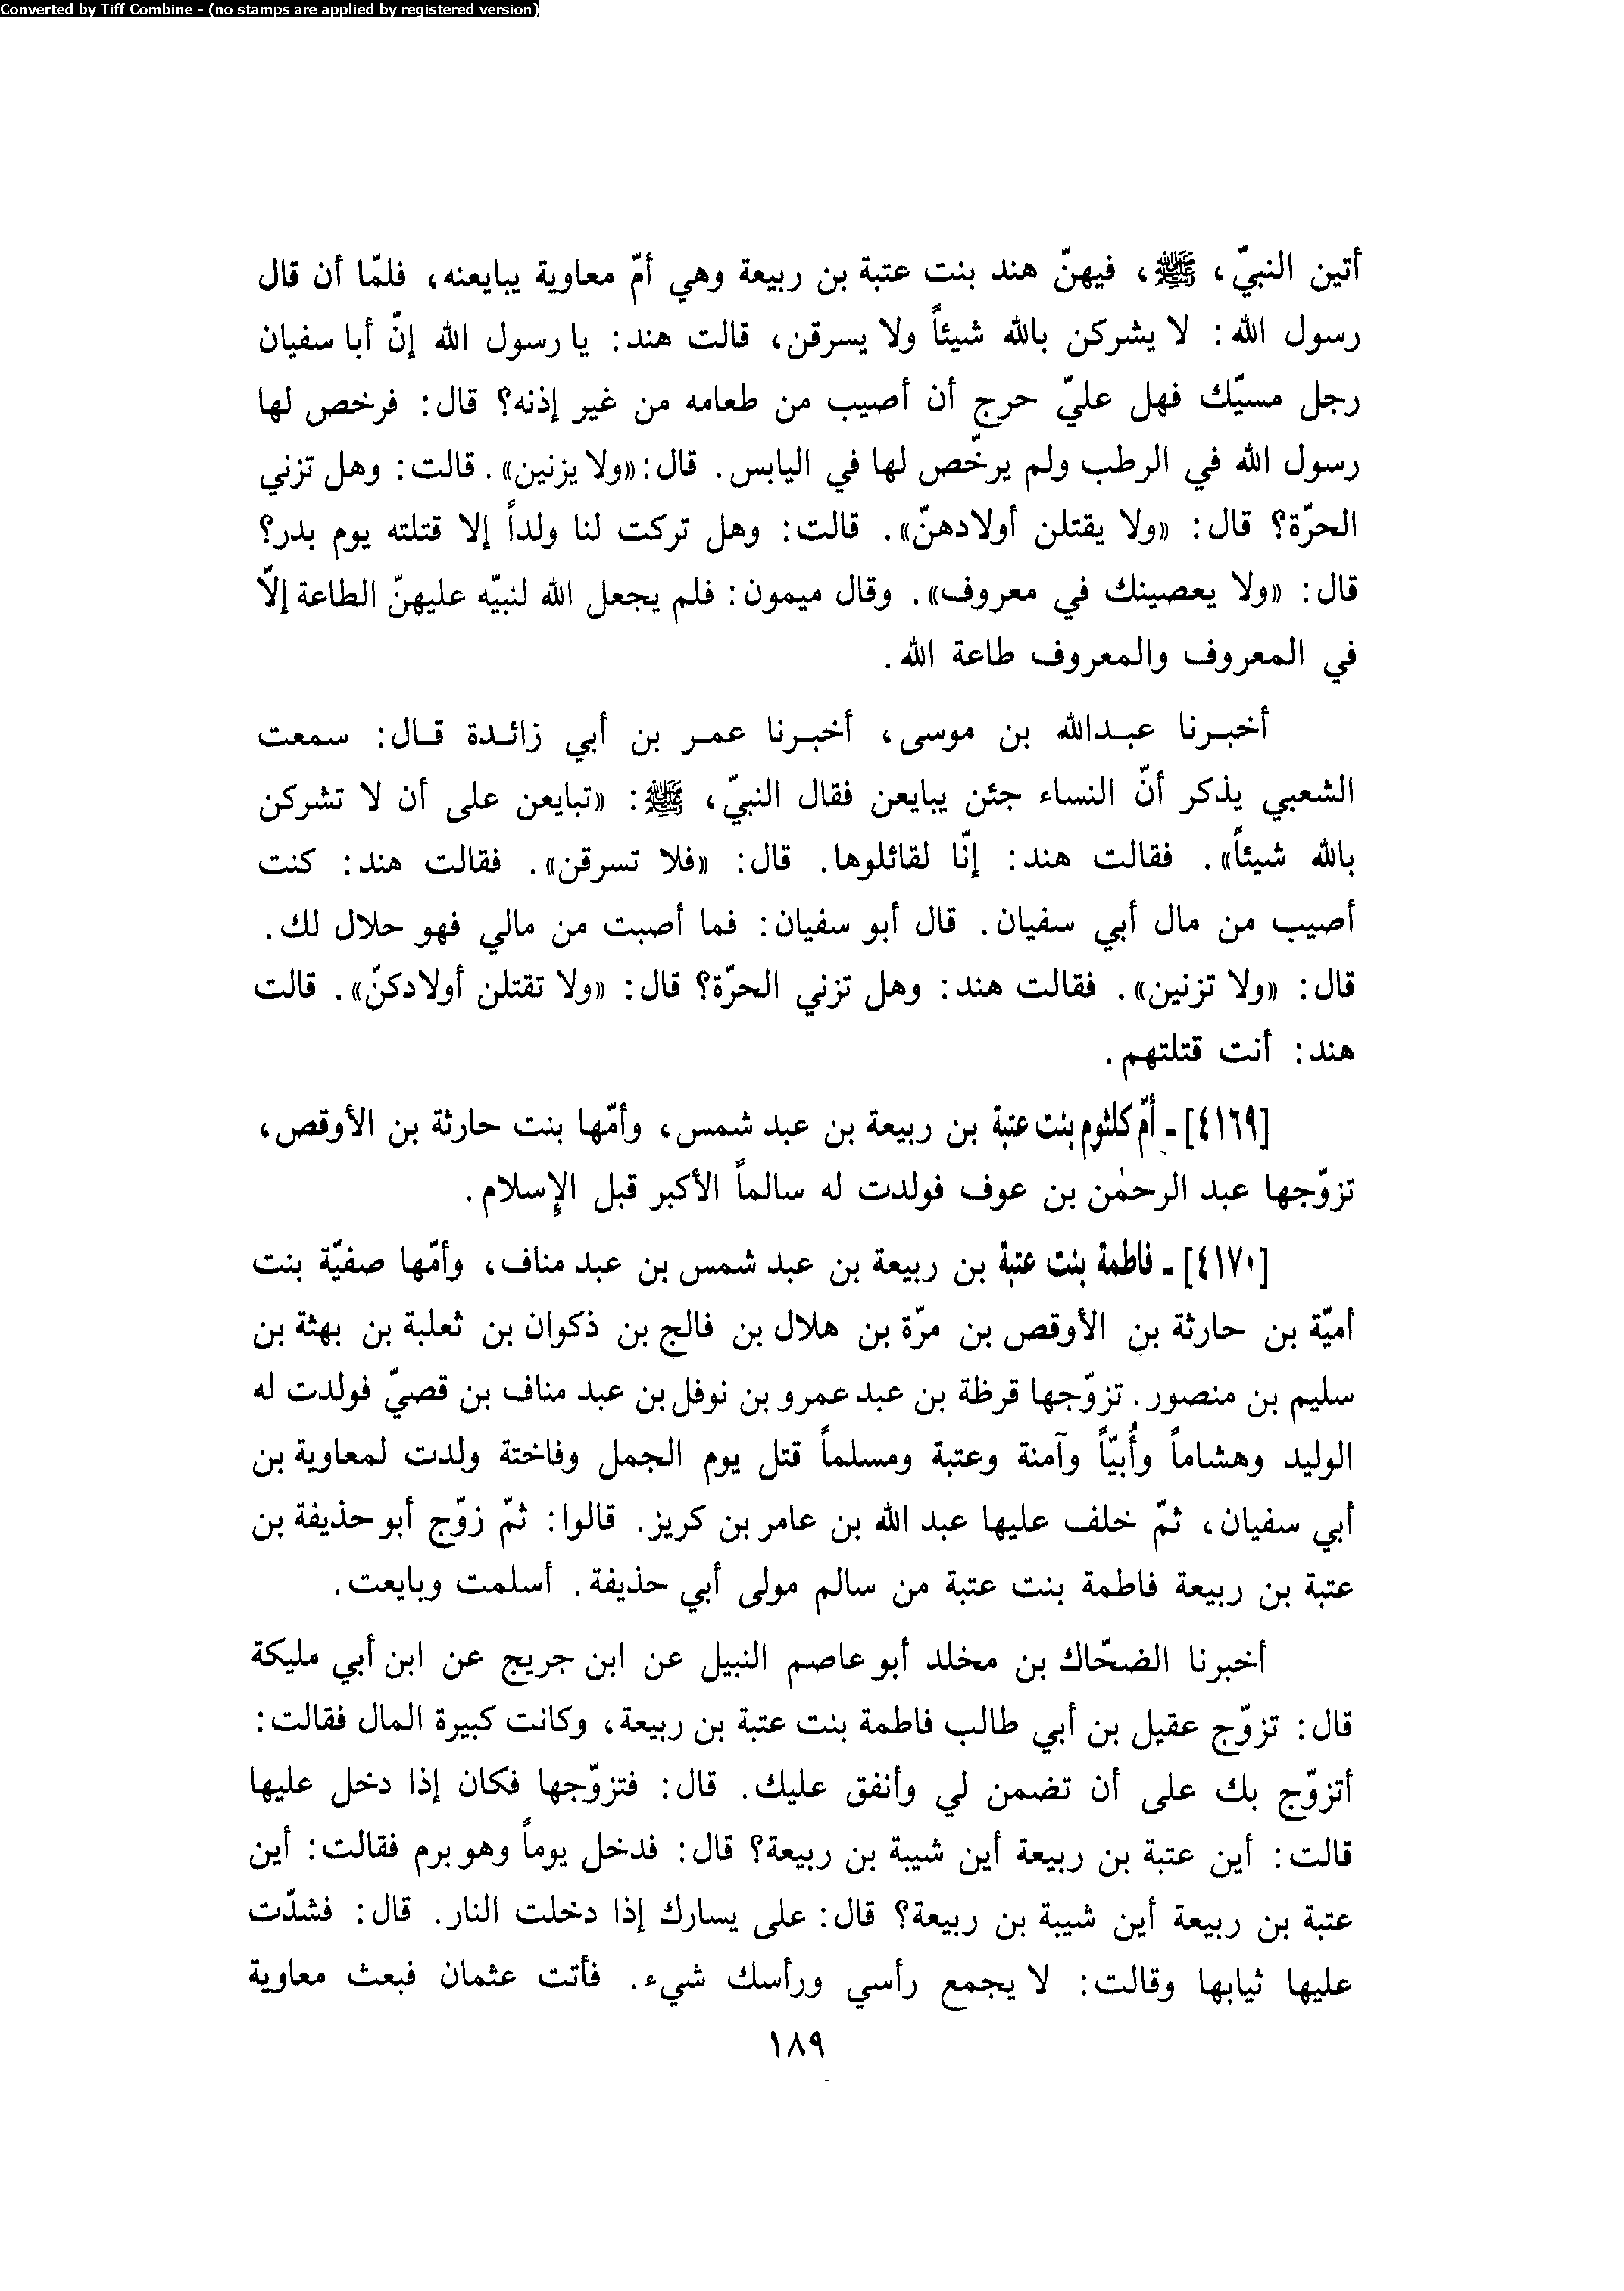 Converted by Tiff Combine - (no stamps are applied by registered version)
أتين النبيّ، ﷺ، فيهنّ هند بنت عتبة بن ربيعة وهي أمّ معاوية يبايعنه، فلمّا أن قال
رسول الله: لا يشركن بالله شيئاً ولا يسرقن، قالت هند: يا رسول الله إنّ أبا سفيان
رجل مسيّك فهل عليّ حرج أن أصيب من طعامه من غير إذنه؟ قال: فرخص لها
رسول الله في الرطب ولم يرخّص لها في اليابس. قال: «ولا يزنين». قالت: وهل تزني
الحرّة؟ قال: «ولا يقتلن أولادهنّ». قالت: وهل تركت لنا ولداً إلا قتلته يوم بدر؟
قال: «ولا يعصينك في معروف». وقال ميمون: فلم يجعل الله لنبيّه عليهنّ الطاعة إلّا
في المعروف والمعروف طاعة الله.
أخبرنا عبدالله بن موسى، أخبرنا عمر بن أبي زائدة قال: سمعت
الشعبي يذكر أنّ النساء جئن يبايعن فقال النبيّ، ﷺ: «تبايعن على أن لا تشركن
بالله شيئاً». فقالت هند: إنّا لقائلوها. قال: «فلا تسرقن». فقالت هند: كنت
أصيب من مال أبي سفيان. قال أبو سفيان: فما أصبت من مالي فهو حلال لك.
قال: «ولا تزنين». فقالت هند: وهل تزني الحرّة؟ قال: «ولا تقتلن أولادكنّ». قالت
هند: أنت قتلتهم.
[٤١٦٩] ـ أمّ كلثوم بنت عتبة بن ربيعة بن عبد شمس، وأمّها بنت حارثة بن الأوقص،
تزوّجها عبد الرحمٰن بن عوف فولدت له سالماً الأكبر قبل الإسلام.
[٤١٧٠] ـ فاطمة بنت عتبة بن ربيعة بن عبد شمس بن عبد مناف، وأمّها صفيّة بنت
أميّة بن حارثة بن الأوقص بن مرّة بن هلال بن فالج بن ذكوان بن ثعلبة بن بهثة بن
سليم بن منصور. تزوّجها قرظة بن عبد عمرو بن نوفل بن عبد مناف بن قصيّ فولدت له
الوليد وهشاماً وأُبيّاً وآمنة وعتبة ومسلماً قتل يوم الجمل وفاختة ولدت لمعاوية بن
أبي سفيان، ثمّ خلف عليها عبد الله بن عامر بن كريز. قالوا: ثمّ زوّج أبو حذيفة بن
عتبة بن ربيعة فاطمة بنت عتبة من سالم مولى أبي حذيفة. أسلمت وبايعت.
أخبرنا الضحّاك بن مخلد أبو عاصم النبيل عن ابن جريج عن ابن أبي مليكة
قال: تزوّج عقيل بن أبي طالب فاطمة بنت عتبة بن ربيعة، وكانت كبيرة المال فقالت:
أتزوّج بك على أن تضمن لي وأنفق عليك. قال: فتزوّجها فكان إذا دخل عليها
قالت: أين عتبة بن ربيعة أين شيبة بن ربيعة؟ قال: فدخل يوماً وهو برم فقالت: أين
عتبة بن ربيعة أين شيبة بن ربيعة؟ قال: على يسارك إذا دخلت النار. قال: فشدّت
عليها ثيابها وقالت: لا يجمع رأسي ورأسك شيء. فأتت عثمان فبعث معاوية
١٨٩